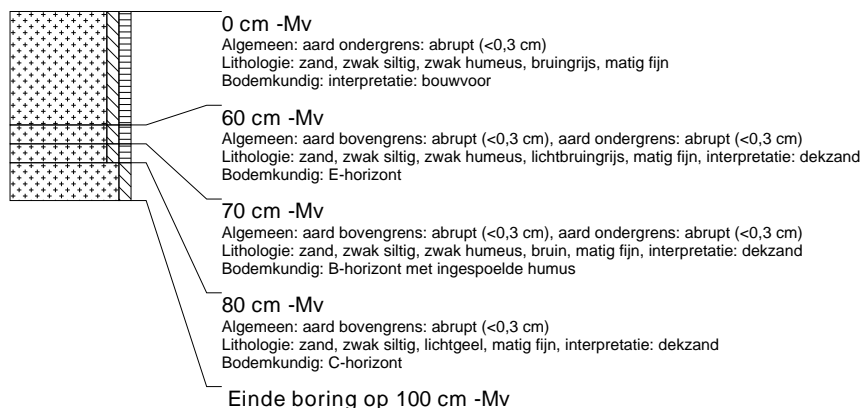 0 cm -Mv
Algemeen: aard ondergrens: abrupt (<0,3 cm)
Lithologie: zand, zwak siltig, zwak humeus, bruingrijs, matig fijn
Bodemkundig: interpretatie: bouwvoor
60 cm -Mv
Algemeen: aard bovengrens: abrupt (<0,3 cm), aard ondergrens: abrupt (<0,3 cm)
Lithologie: zand, zwak siltig, zwak humeus, lichtbruingrijs, matig fijn, interpretatie: dekzand
Bodemkundig: E-horizont
70 cm -Mv
Algemeen: aard bovengrens: abrupt (<0,3 cm), aard ondergrens: abrupt (<0,3 cm)
Lithologie: zand, zwak siltig, zwak humeus, bruin, matig fijn, interpretatie: dekzand
Bodemkundig: B-horizont met ingespoelde humus
80 cm -Mv
Algemeen: aard bovengrens: abrupt (<0,3 cm)
Lithologie: zand, zwak siltig, lichtgeel, matig fijn, interpretatie: dekzand
Bodemkundig: C-horizont
Einde boring op 100 cm -Mv